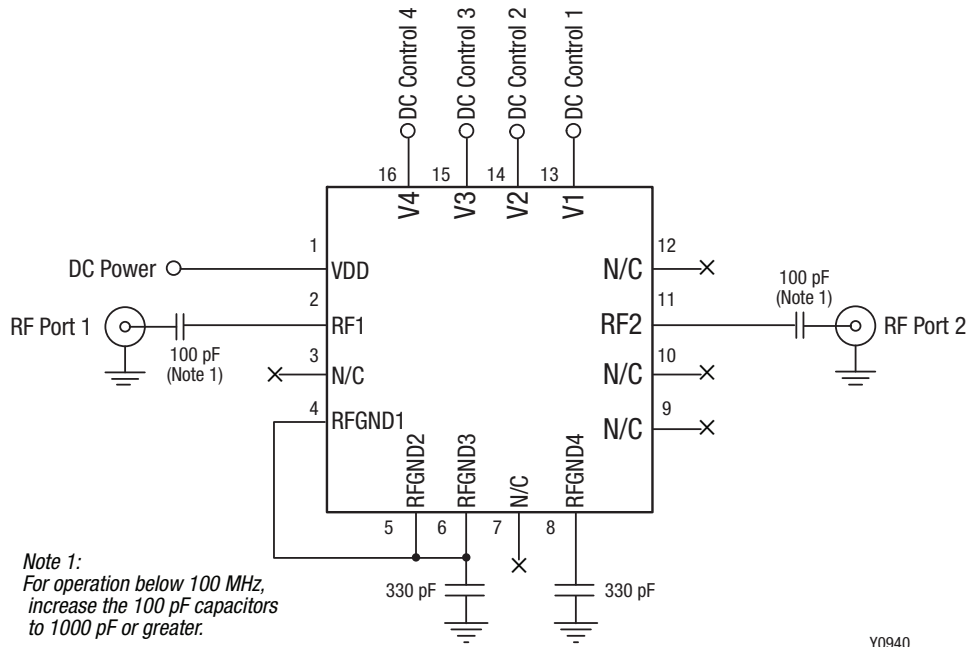 DC Control 4
DC Control 3
DC Control 2
DC Control 1
16
15
14
13
V4
V3
V2
V1
1
DC Power
VDD
12
N/C
2
RF Port 1
RF1
100 pF
(Note 1)
11
RF2
100 pF
(Note 1)
RF Port 2
3
N/C
10
N/C
4
RFGND1
9
N/C
RFGND2
RFGND3
N/C
RFGND4
5
6
7
8
330 pF
330 pF
Note 1:
For operation below 100 MHz,
increase the 100 pF capacitors
to 1000 pF or greater.
Y0940